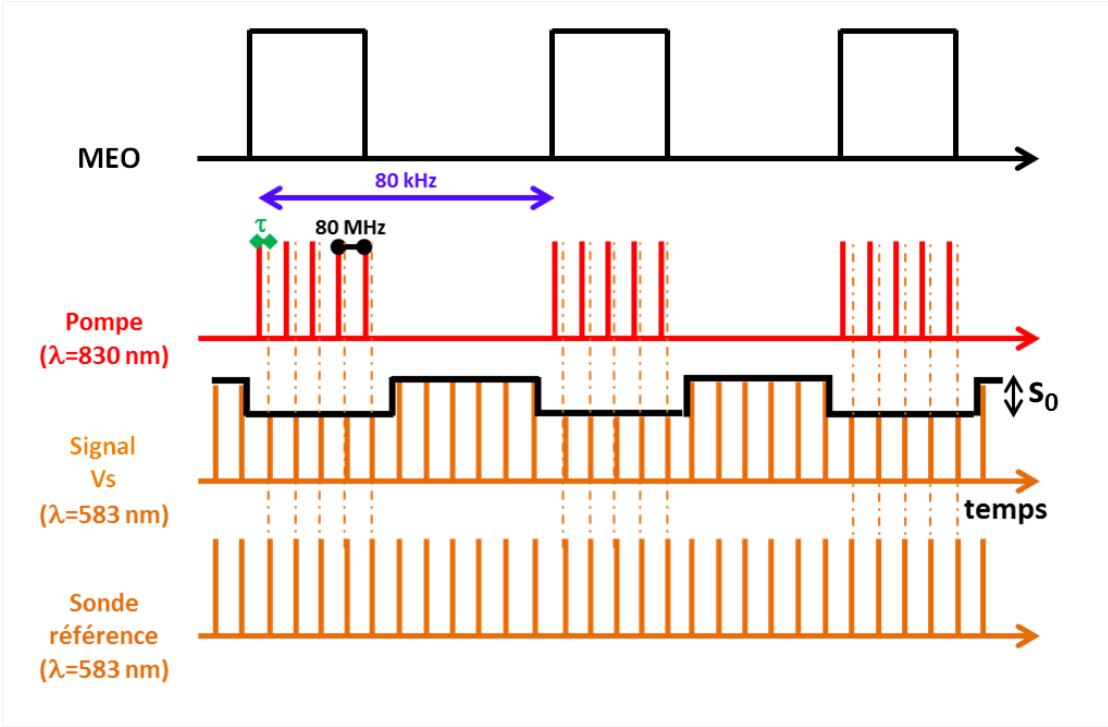 MEO
80 kHz
τ
80 MHz
Pompe
(λ=830 nm)
S0
Signal
Vs
(λ=583 nm)
temps
Sonde
référence
(λ=583 nm)